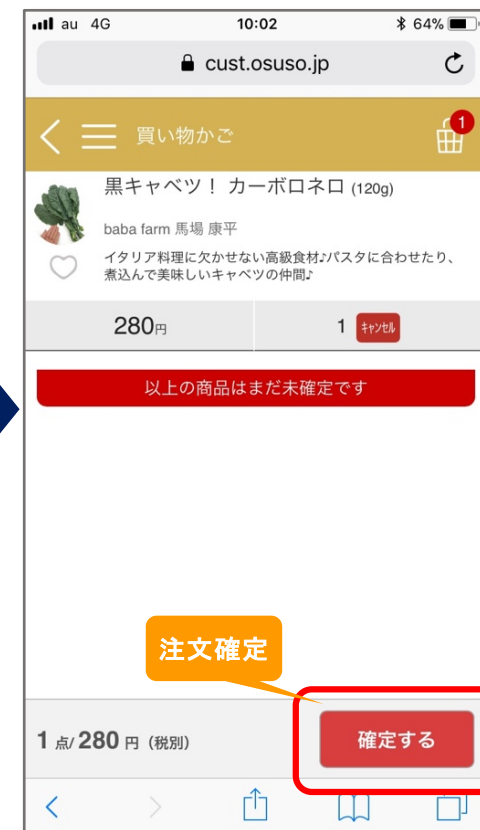 au 4G 10:02 64%
cust.osuso.jp
買い物かご 1
黒キャベツ！ カーボロネロ (120g)
baba farm 馬場 康平
イタリア料理に欠かせない高級食材♪パスタに合わせたり、
煮込んで美味しいキャベツの仲間♪
280円 1 キャンセル
以上の商品はまだ未確定です
注文確定
1 点/ 280 円（税別） 確定する